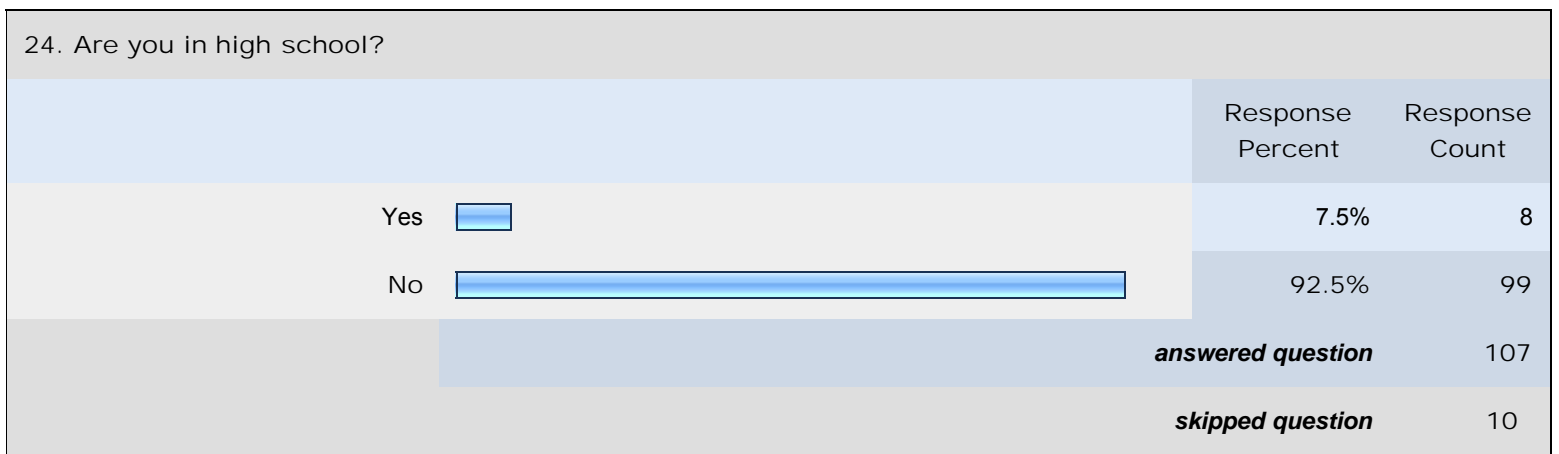 24. Are you in high school?
Response Percent
Response Count
Yes 7.5% 8
No 92.5% 99
answered question 107
skipped question 10